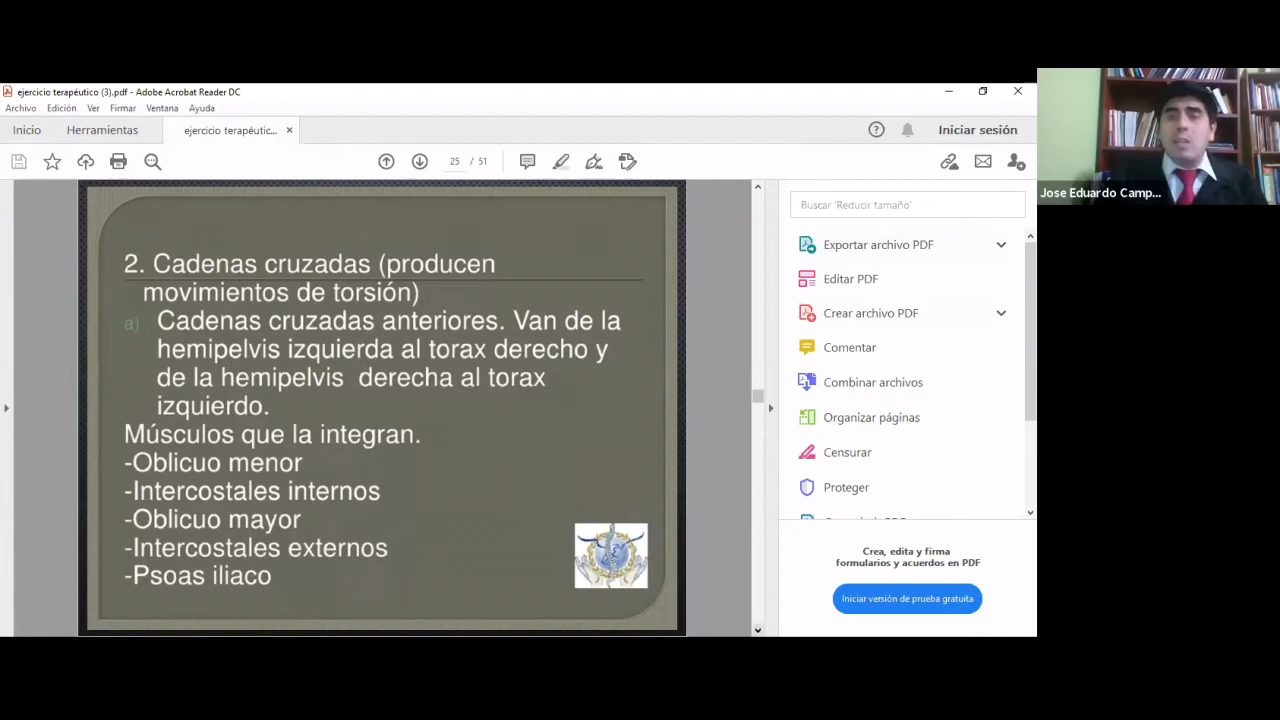 ejercicio terapéutico (3).pdf - Adobe Acrobat Reader DC
Archivo Edición Ver Firmar Ventana Ayuda
Inicio Herramientas ejercicio terapéutic... × Iniciar sesión
25 / 51
2. Cadenas cruzadas (producen
movimientos de torsión)
a) Cadenas cruzadas anteriores. Van de la
hemipelvis izquierda al torax derecho y
de la hemipelvis derecha al torax
izquierdo.
Músculos que la integran.
-Oblicuo menor
-Intercostales internos
-Oblicuo mayor
-Intercostales externos
-Psoas iliaco
Buscar 'Reducir tamaño'
Exportar archivo PDF
Editar PDF
Crear archivo PDF
Comentar
Combinar archivos
Organizar páginas
Censurar
Proteger
Crea, edita y firma
formularios y acuerdos en PDF
Iniciar versión de prueba gratuita
Jose Eduardo Camp...